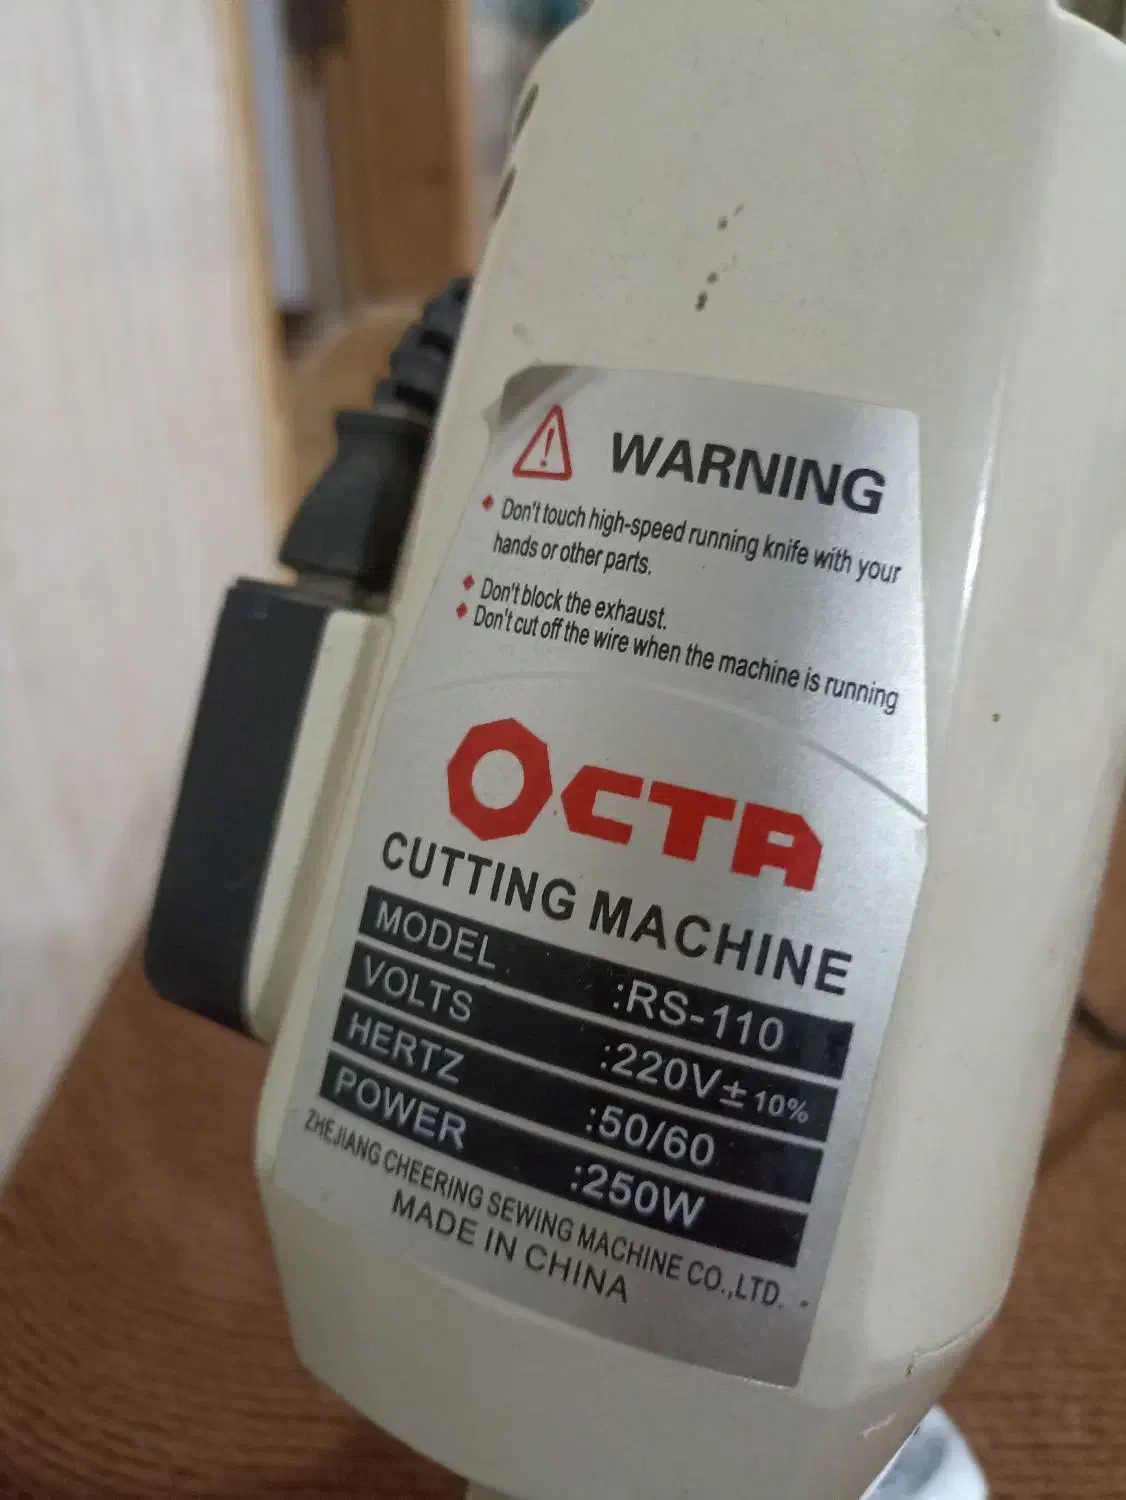 WARNING
Don't touch high-speed running knife with your
hands or other parts.
Don't block the exhaust.
Don't cut off the wire when the machine is running
OCTA
CUTTING MACHINE
MODEL :RS-110
VOLTS :220V±10%
HERTZ :50/60
POWER :250W
ZHEJIANG CHEERING SEWING MACHINE CO.,LTD.
MADE IN CHINA